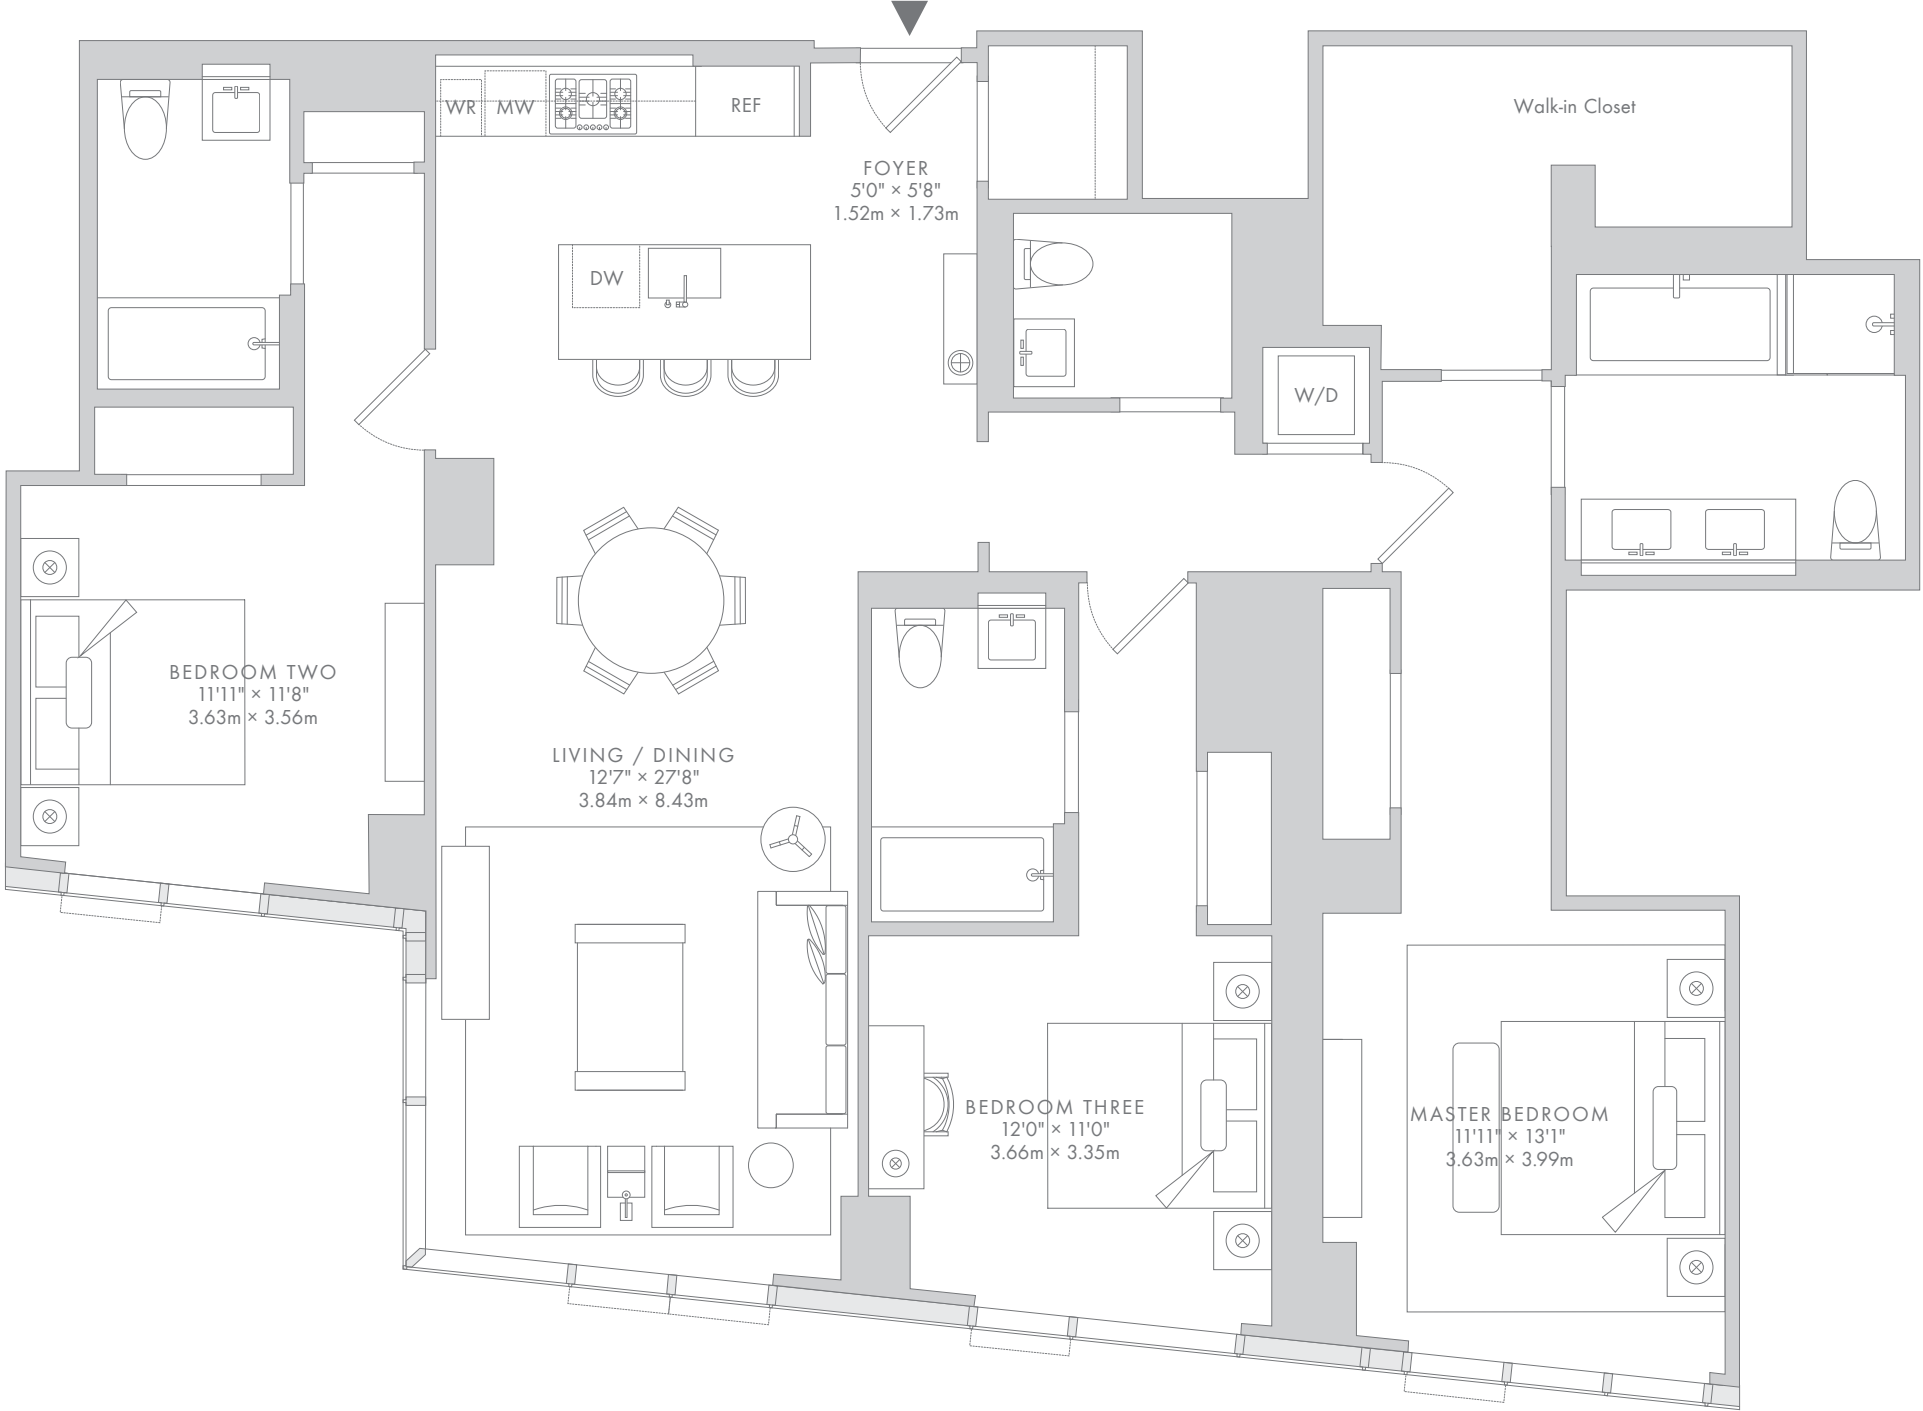 WR
MW
REF
Walk-in Closet
FOYER
5'0" × 5'8"
1.52m × 1.73m
DW
W/D
BEDROOM TWO
11'11" × 11'8"
3.63m × 3.56m
LIVING / DINING
12'7" × 27'8"
3.84m × 8.43m
BEDROOM THREE
12'0" × 11'0"
3.66m × 3.35m
MASTER BEDROOM
11'11" × 13'1"
3.63m × 3.99m